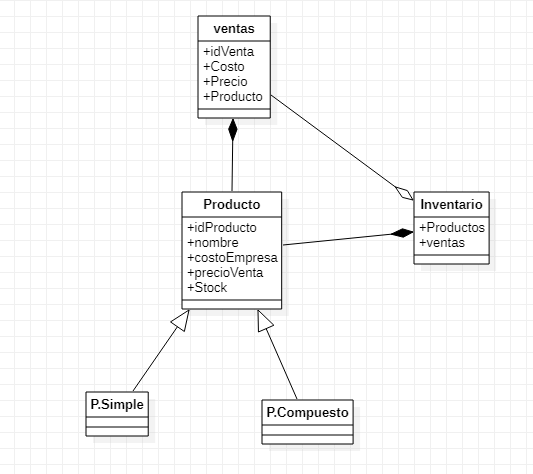 ventas
+idVenta
+Costo
+Precio
+Producto
Producto
+idProducto
+nombre
+costoEmpresa
+precioVenta
+Stock
Inventario
+Productos
+ventas
P.Simple
P.Compuesto